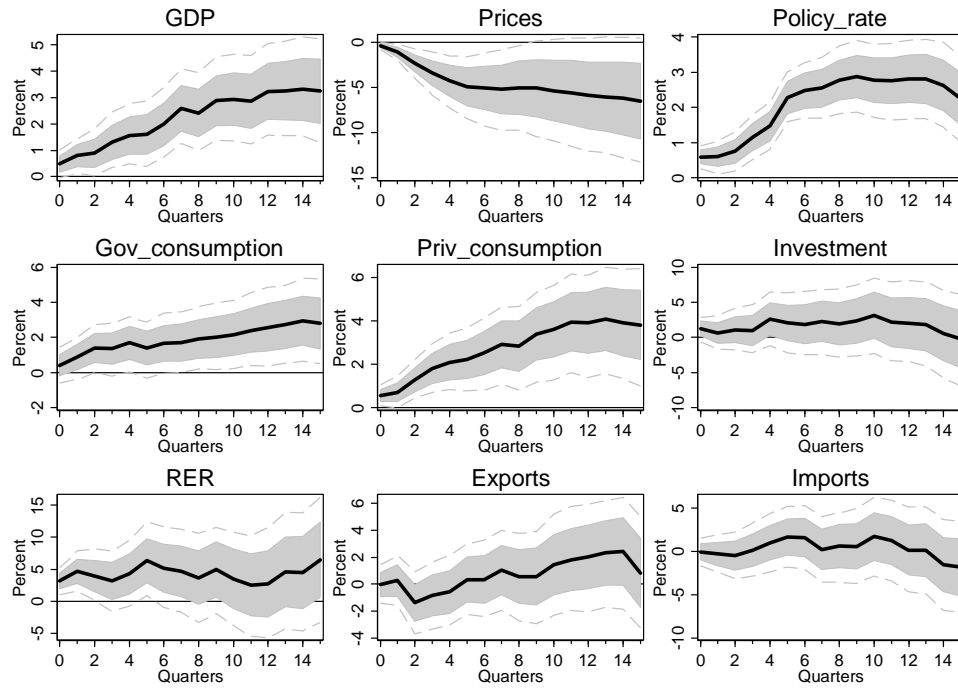 GDP
Prices
Policy_rate
Percent
0 1 2 3 4 5
0 2 4 6 8 10 12 14
Quarters
Percent
-15 -10 -5 0
0 2 4 6 8 10 12 14
Quarters
Percent
0 1 2 3 4
0 2 4 6 8 10 12 14
Quarters
Gov_consumption
Priv_consumption
Investment
Percent
-2 0 2 4 6
0 2 4 6 8 10 12 14
Quarters
Percent
0 2 4 6
0 2 4 6 8 10 12 14
Quarters
Percent
-10 -5 0 5 10
0 2 4 6 8 10 12 14
Quarters
RER
Exports
Imports
Percent
-5 0 5 10 15
0 2 4 6 8 10 12 14
Quarters
Percent
-4 -2 0 2 4 6
0 2 4 6 8 10 12 14
Quarters
Percent
-10 -5 0 5
0 2 4 6 8 10 12 14
Quarters